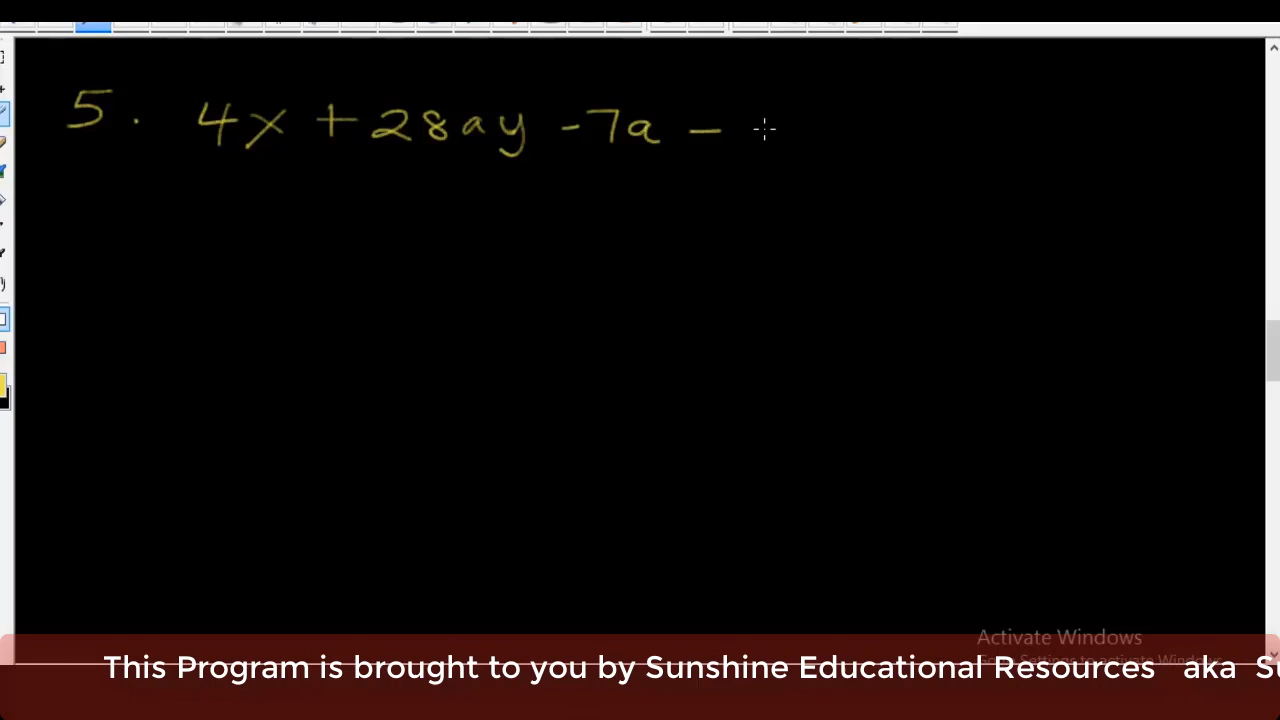 5. 4x + 28ay - 7a -
Activate Windows
This Program is brought to you by Sunshine Educational Resources aka